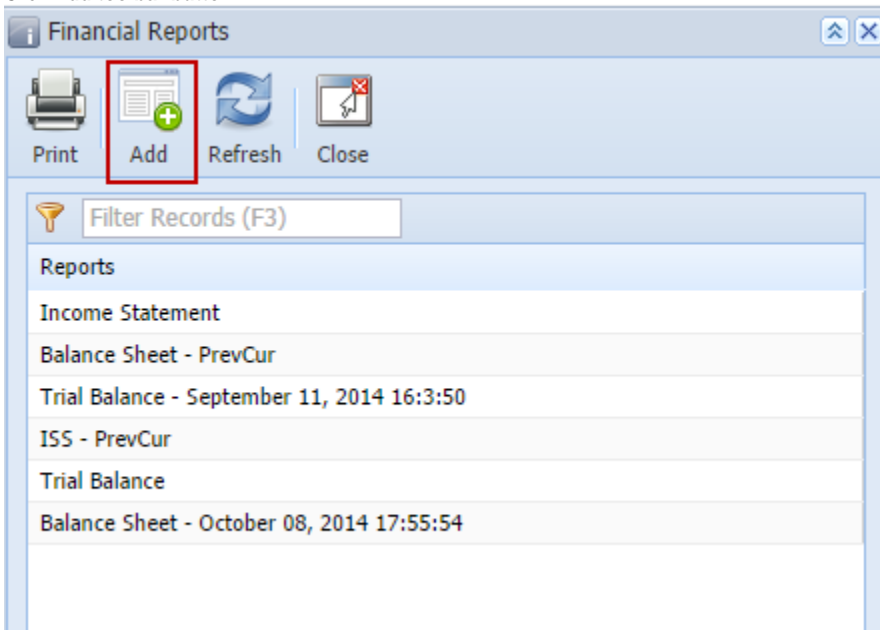 Financial Reports
Print Add Refresh Close
Filter Records (F3)
Reports
Income Statement
Balance Sheet - PrevCur
Trial Balance - September 11, 2014 16:3:50
ISS - PrevCur
Trial Balance
Balance Sheet - October 08, 2014 17:55:54